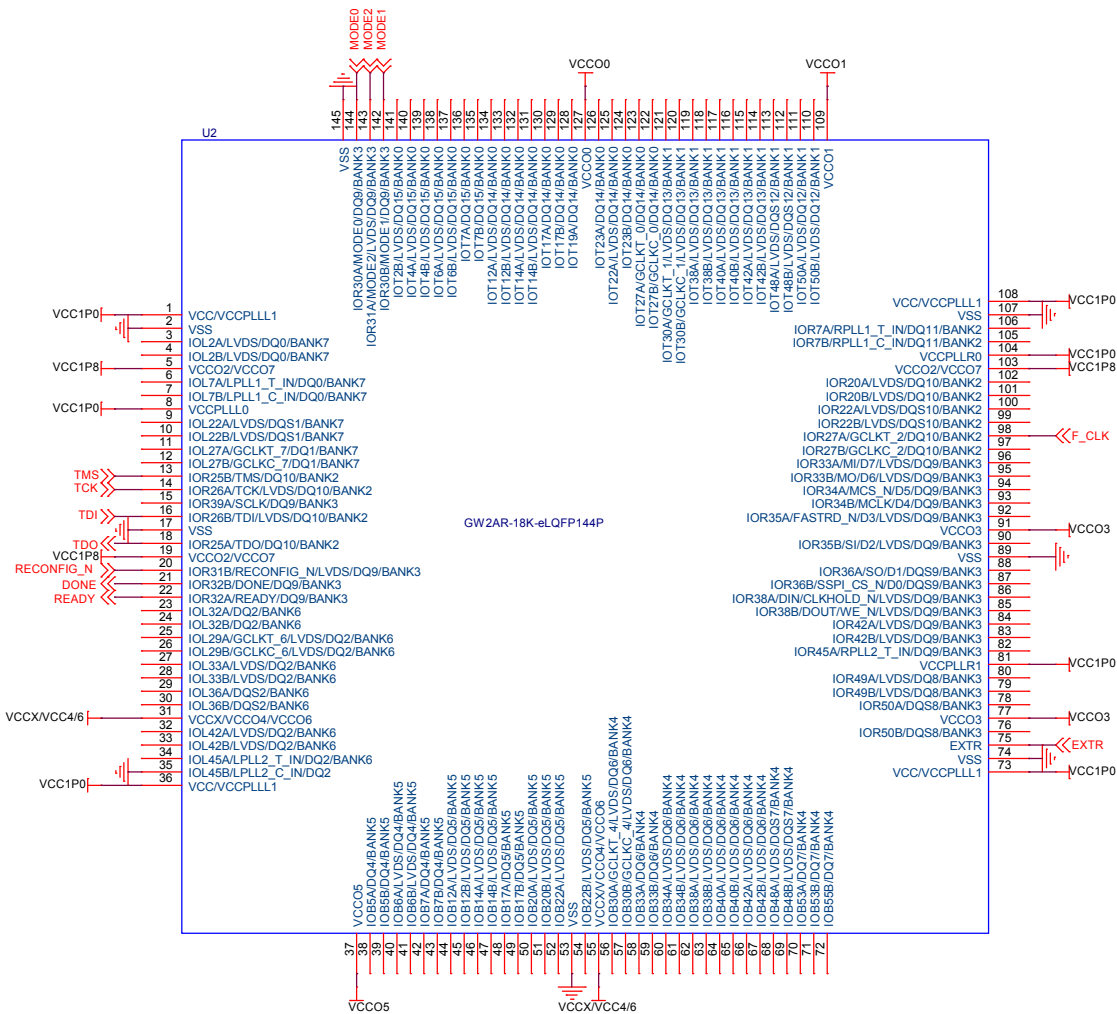 MODE0
MODE2
MODE1
VCCO0
VCCO1
U2
145
144
143
142
141
140
139
138
137
136
135
134
133
132
131
130
129
128
127
126
125
124
123
122
121
120
119
118
117
116
115
114
113
112
111
110
109
VSS
IOR30A/MODE0/DQ9/BANK3
IOR31A/MODE2/LVDS/DQ9/BANK3
IOR30B/MODE1/DQ9/BANK3
IOT2B/LVDS/DQ15/BANK0
IOT4A/LVDS/DQ15/BANK0
IOT4B/LVDS/DQ15/BANK0
IOT6A/LVDS/DQ15/BANK0
IOT6B/LVDS/DQ15/BANK0
IOT7A/DQ15/BANK0
IOT7B/DQ15/BANK0
IOT12A/LVDS/DQ14/BANK0
IOT12B/LVDS/DQ14/BANK0
IOT14A/LVDS/DQ14/BANK0
IOT14B/LVDS/DQ14/BANK0
IOT17A/DQ14/BANK0
IOT17B/DQ14/BANK0
IOT19A/DQ14/BANK0
VCCO0
IOT23A/DQ14/BANK0
IOT22A/LVDS/DQ14/BANK0
IOT23B/DQ14/BANK0
IOT27A/GCLKT_0/DQ14/BANK0
IOT27B/GCLKC_0/DQ14/BANK0
IOT30A/GCLKT_1/LVDS/DQ13/BANK1
IOT30B/GCLKC_1/LVDS/DQ13/BANK1
IOT38A/LVDS/DQ13/BANK1
IOT38B/LVDS/DQ13/BANK1
IOT40A/LVDS/DQ13/BANK1
IOT40B/LVDS/DQ13/BANK1
IOT42A/LVDS/DQ13/BANK1
IOT42B/LVDS/DQ13/BANK1
IOT48A/LVDS/DQS12/BANK1
IOT48B/LVDS/DQS12/BANK1
IOT50A/LVDS/DQ12/BANK1
IOT50B/LVDS/DQ12/BANK1
VCCO1
VCC1P0 1 VCC/VCCPLLL1
2 VSS
3 IOL2A/LVDS/DQ0/BANK7
4 IOL2B/LVDS/DQ0/BANK7
VCC1P8 5 VCCO2/VCCO7
6 IOL7A/LPLL1_T_IN/DQ0/BANK7
7 IOL7B/LPLL1_C_IN/DQ0/BANK7
VCC1P0 8 VCCPLLL0
9 IOL22A/LVDS/DQS1/BANK7
10 IOL22B/LVDS/DQS1/BANK7
11 IOL27A/GCLKT_7/DQ1/BANK7
12 IOL27B/GCLKC_7/DQ1/BANK7
TMS 13 IOR25B/TMS/DQ10/BANK2
TCK 14 IOR26A/TCK/LVDS/DQ10/BANK2
15 IOR39A/SCLK/DQ9/BANK3
TDI 16 IOR26B/TDI/LVDS/DQ10/BANK2
17 VSS
TDO 18 IOR25A/TDO/DQ10/BANK2
VCC1P8 19 VCCO2/VCCO7
RECONFIG_N 20 IOR31B/RECONFIG_N/LVDS/DQ9/BANK3
DONE 21 IOR32B/DONE/DQ9/BANK3
READY 22 IOR32A/READY/DQ9/BANK3
23 IOL32A/DQ2/BANK6
24 IOL32B/DQ2/BANK6
25 IOL29A/GCLKT_6/LVDS/DQ2/BANK6
26 IOL29B/GCLKC_6/LVDS/DQ2/BANK6
27 IOL33A/LVDS/DQ2/BANK6
28 IOL33B/LVDS/DQ2/BANK6
29 IOL36A/DQS2/BANK6
30 IOL36B/DQS2/BANK6
VCCX/VCC4/6 31 VCCX/VCCO4/VCCO6
32 IOL42A/LVDS/DQ2/BANK6
33 IOL42B/LVDS/DQ2/BANK6
34 IOL45A/LPLL2_T_IN/DQ2/BANK6
35 IOL45B/LPLL2_C_IN/DQ2
VCC1P0 36 VCC/VCCPLLL1
GW2AR-18K-eLQFP144P
VCC/VCCPLLL1 108 VCC1P0
VSS 107
IOR7A/RPLL1_T_IN/DQ11/BANK2 106
IOR7B/RPLL1_C_IN/DQ11/BANK2 105
VCCPLLR0 104 VCC1P0
VCCO2/VCCO7 103 VCC1P8
IOR20A/LVDS/DQ10/BANK2 102
IOR20B/LVDS/DQ10/BANK2 101
IOR22A/LVDS/DQS10/BANK2 100
IOR22B/LVDS/DQS10/BANK2 99
IOR27A/GCLKT_2/DQ10/BANK2 98 F_CLK
IOR27B/GCLKC_2/DQ10/BANK2 97
IOR33A/MI/D7/LVDS/DQ9/BANK3 96
IOR33B/MO/D6/LVDS/DQ9/BANK3 95
IOR34A/MCS_N/D5/DQ9/BANK3 94
IOR34B/MCLK/D4/DQ9/BANK3 93
IOR35A/FASTRD_N/D3/LVDS/DQ9/BANK3 92
VCCO3 91 VCCO3
IOR35B/SI/D2/LVDS/DQ9/BANK3 90
VSS 89
IOR36A/SO/D1/DQS9/BANK3 88
IOR36B/SSPI_CS_N/D0/DQS9/BANK3 87
IOR38A/DIN/CLKHOLD_N/LVDS/DQ9/BANK3 86
IOR38B/DOUT/WE_N/LVDS/DQ9/BANK3 85
IOR42A/LVDS/DQ9/BANK3 84
IOR42B/LVDS/DQ9/BANK3 83
IOR45A/RPLL2_T_IN/DQ9/BANK3 82
VCCPLLR1 81 VCC1P0
IOR49A/LVDS/DQ8/BANK3 80
IOR49B/LVDS/DQ8/BANK3 79
IOR50A/DQS8/BANK3 78
VCCO3 77 VCCO3
IOR50B/DQS8/BANK3 76
EXTR 75 EXTR
VSS 74
VCC/VCCPLLL1 73 VCC1P0
VCCO5
IOB5A/DQ4/BANK5
IOB5B/DQ4/BANK5
IOB6A/LVDS/DQ4/BANK5
IOB6B/LVDS/DQ4/BANK5
IOB7A/DQ4/BANK5
IOB7B/DQ4/BANK5
IOB12A/LVDS/DQ5/BANK5
IOB12B/LVDS/DQ5/BANK5
IOB14A/LVDS/DQ5/BANK5
IOB14B/LVDS/DQ5/BANK5
IOB17A/DQ5/BANK5
IOB17B/DQ5/BANK5
IOB20A/LVDS/DQ5/BANK5
IOB20B/LVDS/DQ5/BANK5
IOB22A/LVDS/DQ5/BANK5
VSS
IOB22B/LVDS/DQ5/BANK5
VCCX/VCCO4/VCCO6
IOB30A/GCLKT_4/LVDS/DQ6/BANK4
IOB30B/GCLKC_4/LVDS/DQ6/BANK4
IOB33A/DQ6/BANK4
IOB33B/DQ6/BANK4
IOB34A/LVDS/DQ6/BANK4
IOB34B/LVDS/DQ6/BANK4
IOB38A/LVDS/DQ6/BANK4
IOB38B/LVDS/DQ6/BANK4
IOB40A/LVDS/DQ6/BANK4
IOB40B/LVDS/DQ6/BANK4
IOB42A/LVDS/DQ6/BANK4
IOB42B/LVDS/DQ6/BANK4
IOB48A/LVDS/DQS7/BANK4
IOB48B/LVDS/DQS7/BANK4
IOB53A/DQ7/BANK4
IOB53B/DQ7/BANK4
IOB55B/DQ7/BANK4
37
38
39
40
41
42
43
44
45
46
47
48
49
50
51
52
53
54
55
56
57
58
59
60
61
62
63
64
65
66
67
68
69
70
71
72
VCCO5
VCCX/VCC4/6